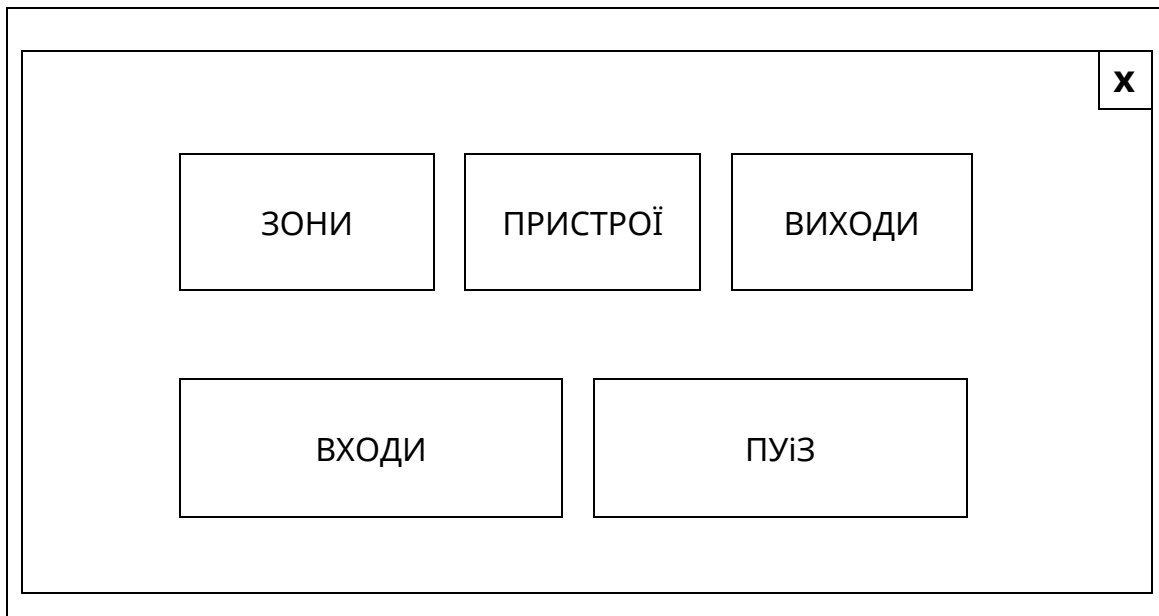 X
ЗОНИ
ПРИСТРОЇ
ВИХОДИ
ВХОДИ
ПУіЗ